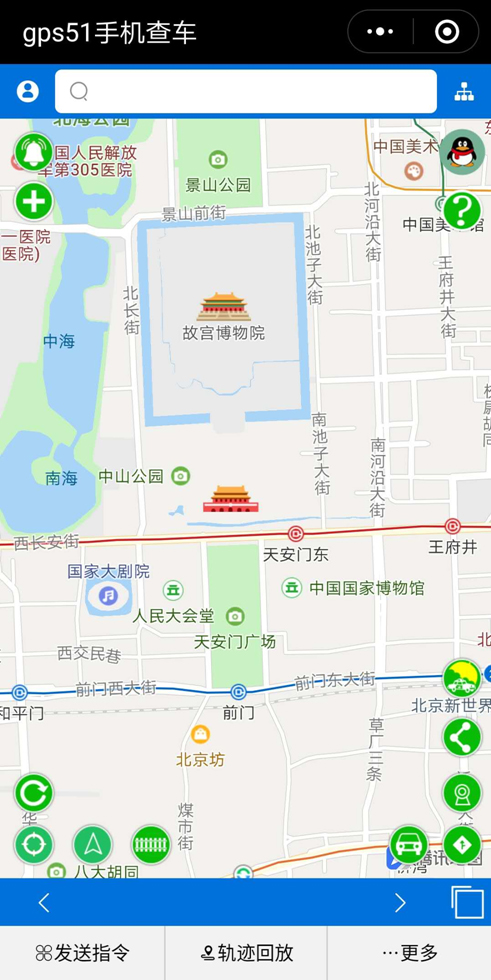 gps51手机查车
北海公园
国人民解放
军第305医院
景山公园
中国美术
中国美
景山前街
一医院
医院)
北长街
北池子大街
北河沿大街
王府井大街
故宫博物院
中海
南海
中山公园
南池子大街
南河沿大街
西长安街
天安门东
王府井
国家大剧院
人民大会堂
中国国家博物馆
天安门广场
西交民巷
前门西大街
前门东大街
和平门
前门
北京新世界
北京坊
草厂三条
煤市街
八大胡同
腾讯地图
发送指令
轨迹回放
更多